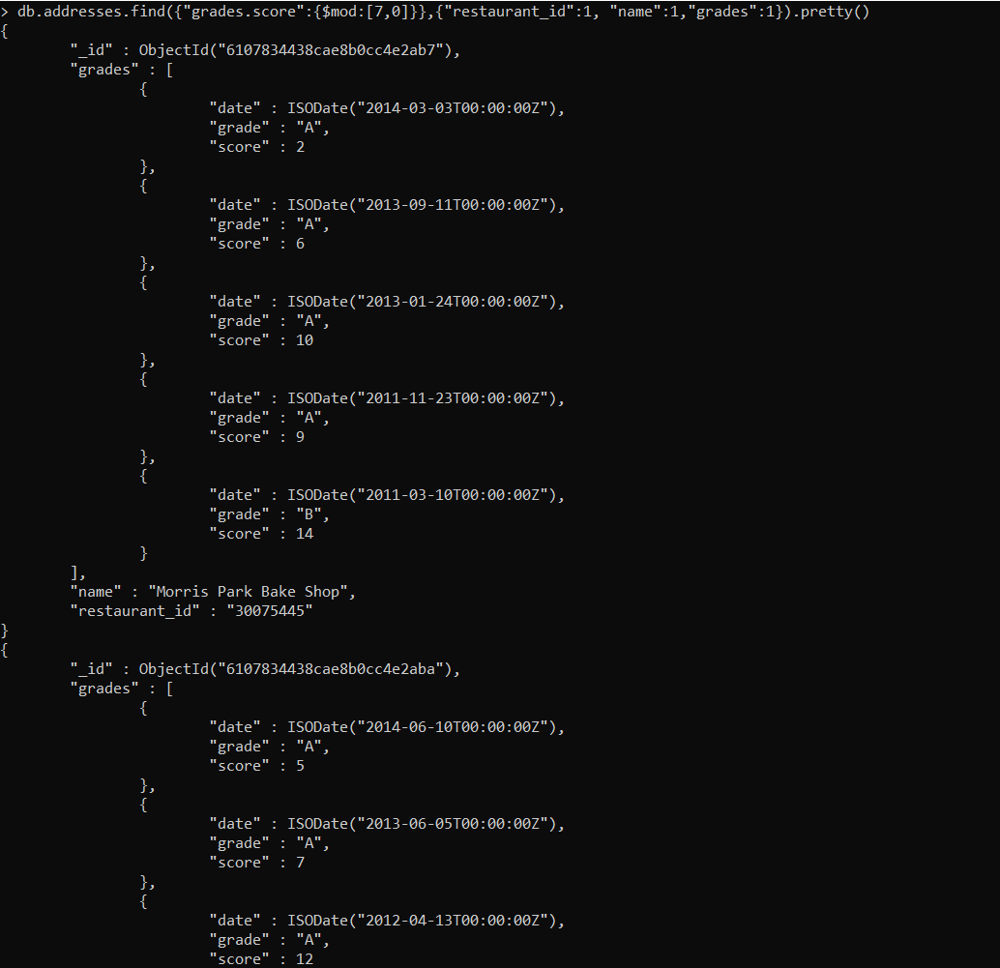 > db.addresses.find({"grades.score":{$mod:[7,0]}},{"restaurant_id":1, "name":1,"grades":1}).pretty()
{
        "_id" : ObjectId("6107834438cae8b0cc4e2ab7"),
        "grades" : [
                {
                        "date" : ISODate("2014-03-03T00:00:00Z"),
                        "grade" : "A",
                        "score" : 2
                },
                {
                        "date" : ISODate("2013-09-11T00:00:00Z"),
                        "grade" : "A",
                        "score" : 6
                },
                {
                        "date" : ISODate("2013-01-24T00:00:00Z"),
                        "grade" : "A",
                        "score" : 10
                },
                {
                        "date" : ISODate("2011-11-23T00:00:00Z"),
                        "grade" : "A",
                        "score" : 9
                },
                {
                        "date" : ISODate("2011-03-10T00:00:00Z"),
                        "grade" : "B",
                        "score" : 14
                }
        ],
        "name" : "Morris Park Bake Shop",
        "restaurant_id" : "30075445"
}
{
        "_id" : ObjectId("6107834438cae8b0cc4e2aba"),
        "grades" : [
                {
                        "date" : ISODate("2014-06-10T00:00:00Z"),
                        "grade" : "A",
                        "score" : 5
                },
                {
                        "date" : ISODate("2013-06-05T00:00:00Z"),
                        "grade" : "A",
                        "score" : 7
                },
                {
                        "date" : ISODate("2012-04-13T00:00:00Z"),
                        "grade" : "A",
                        "score" : 12